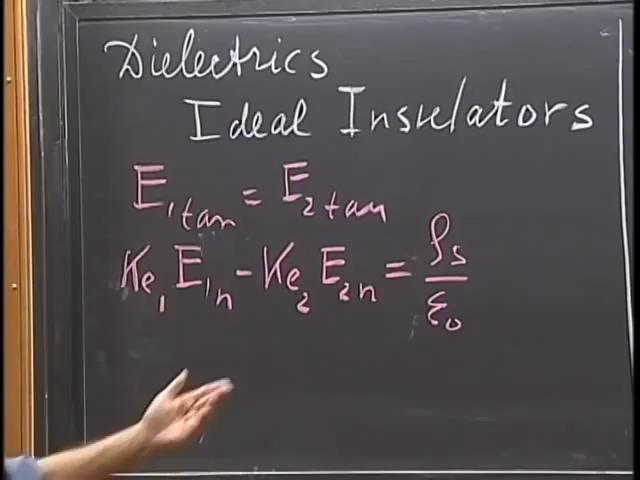 Dielectrics
Ideal Insulators
E₁tan = E₂tan
Ke₁ E₁n - Ke₂ E₂n = ρs/ε₀